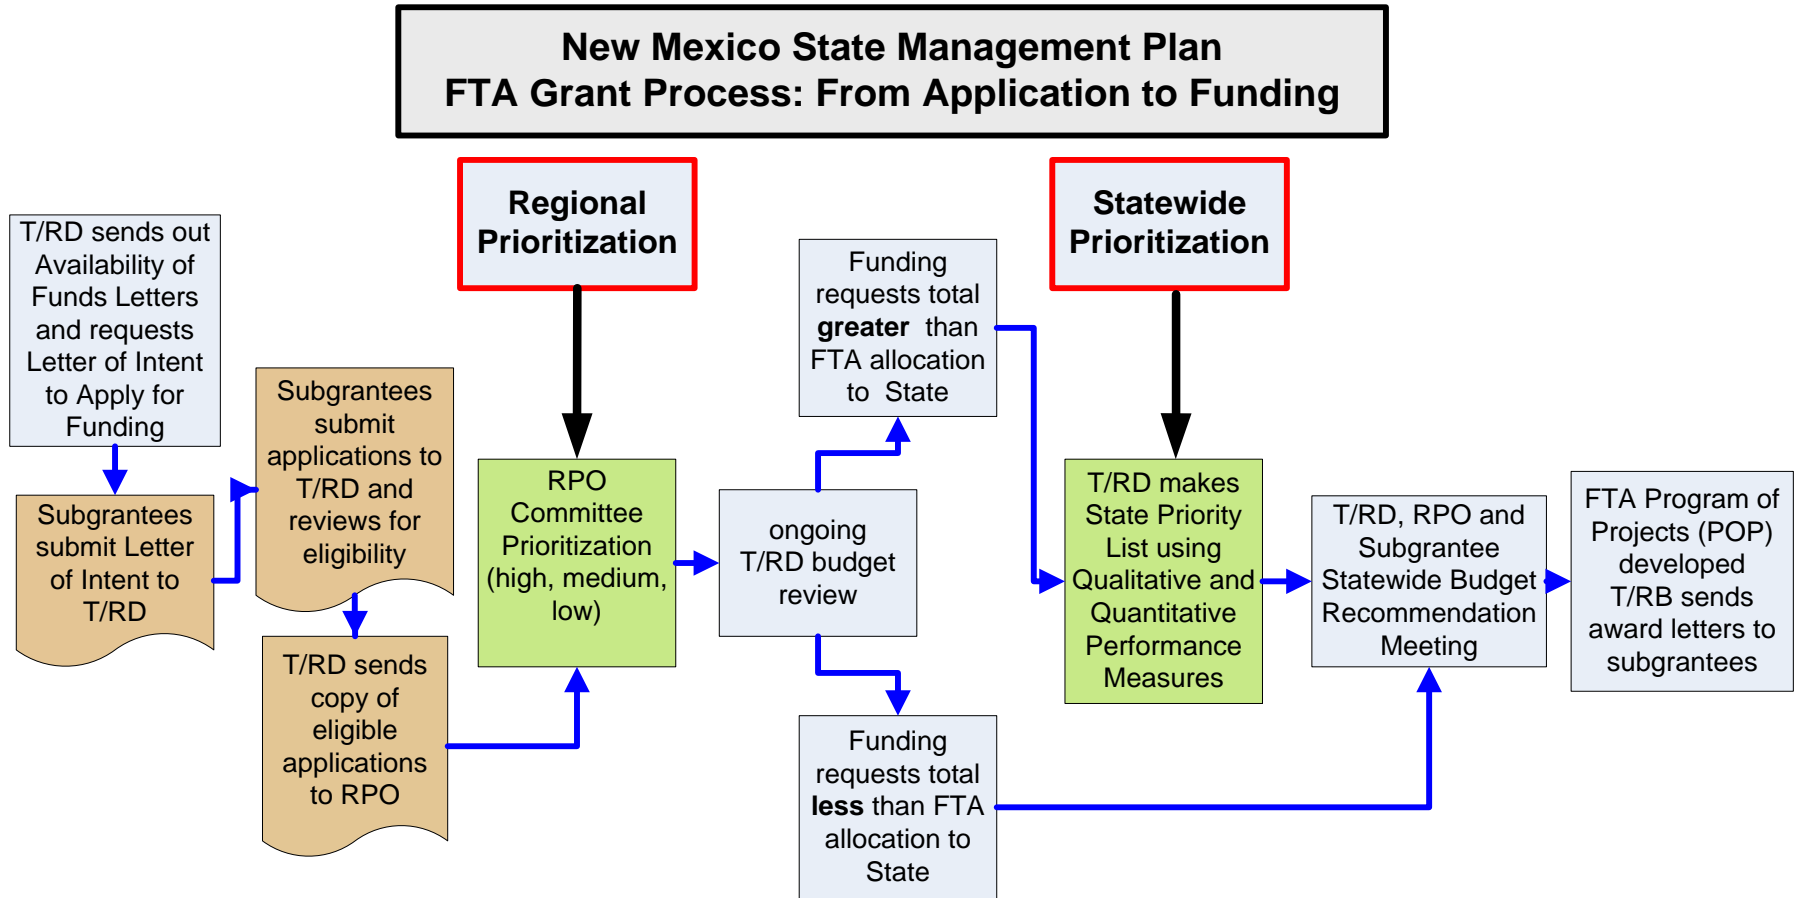 New Mexico State Management Plan
FTA Grant Process: From Application to Funding
Regional
Prioritization
Statewide
Prioritization
T/RD sends out
Availability of
Funds Letters
and requests
Letter of Intent
to Apply for
Funding
Subgrantees
submit Letter
of Intent to
T/RD
Subgrantees
submit
applications to
T/RD and
reviews for
eligibility
T/RD sends
copy of
eligible
applications
to RPO
RPO
Committee
Prioritization
(high, medium,
low)
ongoing
T/RD budget
review
Funding
requests total
greater than
FTA allocation
to State
Funding
requests total
less than FTA
allocation to
State
T/RD makes
State Priority
List using
Qualitative and
Quantitative
Performance
Measures
T/RD, RPO and
Subgrantee
Statewide Budget
Recommendation
Meeting
FTA Program of
Projects (POP)
developed
T/RB sends
award letters to
subgrantees